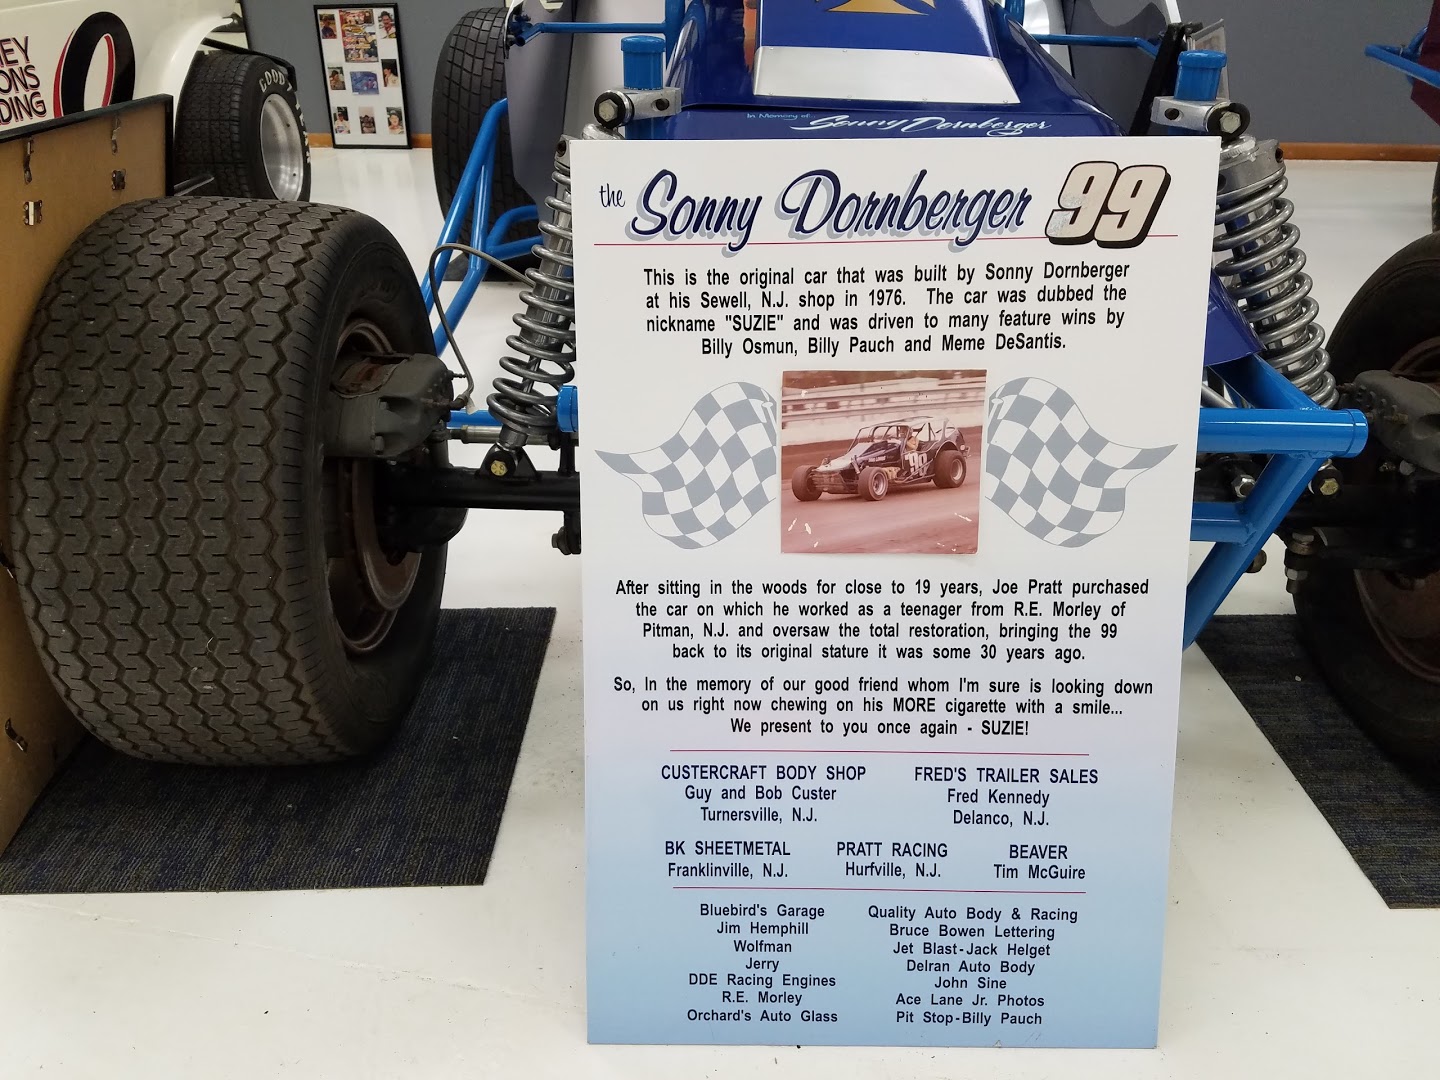 EY
ONS
DING
GOOD
In Memory of Sonny Dornberger
the Sonny Dornberger 99
This is the original car that was built by Sonny Dornberger
at his Sewell, N.J. shop in 1976. The car was dubbed the
nickname "SUZIE" and was driven to many feature wins by
Billy Osmun, Billy Pauch and Meme DeSantis.
99
After sitting in the woods for close to 19 years, Joe Pratt purchased
the car on which he worked as a teenager from R.E. Morley of
Pitman, N.J. and oversaw the total restoration, bringing the 99
back to its original stature it was some 30 years ago.
So, In the memory of our good friend whom I'm sure is looking down
on us right now chewing on his MORE cigarette with a smile...
We present to you once again - SUZIE!
CUSTERCRAFT BODY SHOP
Guy and Bob Custer
Turnersville, N.J.
FRED'S TRAILER SALES
Fred Kennedy
Delanco, N.J.
BK SHEETMETAL
Franklinville, N.J.
PRATT RACING
Hurfville, N.J.
BEAVER
Tim McGuire
Bluebird's Garage
Jim Hemphill
Wolfman
Jerry
DDE Racing Engines
R.E. Morley
Orchard's Auto Glass
Quality Auto Body & Racing
Bruce Bowen Lettering
Jet Blast-Jack Helget
Delran Auto Body
John Sine
Ace Lane Jr. Photos
Pit Stop-Billy Pauch